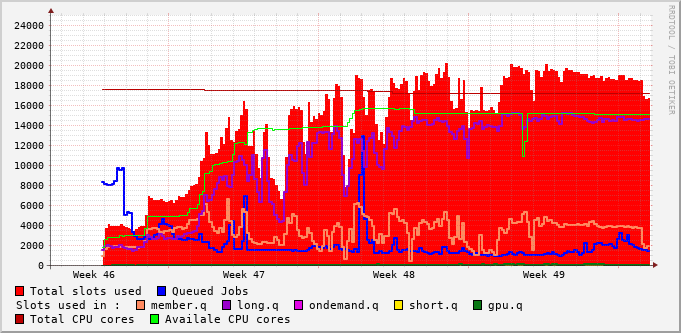 RRDTOOL / TOBI OETIKER
24000
22000
20000
18000
16000
14000
12000
10000
8000
6000
4000
2000
0
Week 46 Week 47 Week 48 Week 49
Total slots used Queued Jobs
Slots used in : member.q long.q ondemand.q short.q gpu.q
Total CPU cores Availale CPU cores